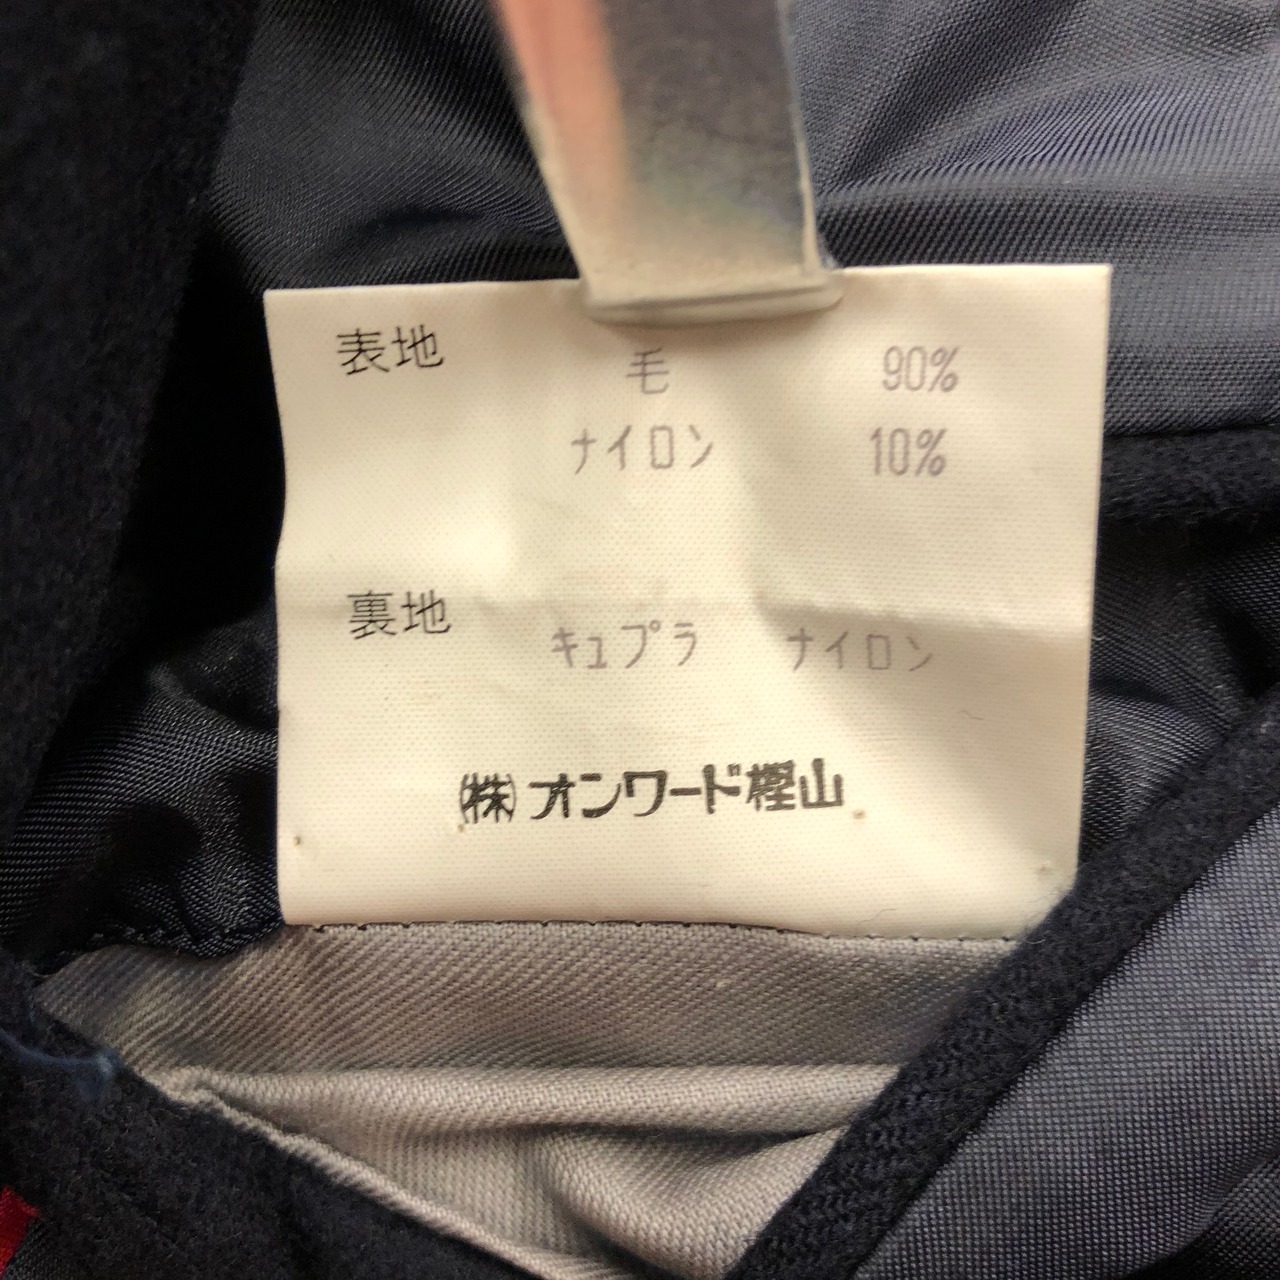 表地 毛 90%
ナイロン 10%
裏地 キュプラ ナイロン
㈱オンワード樫山